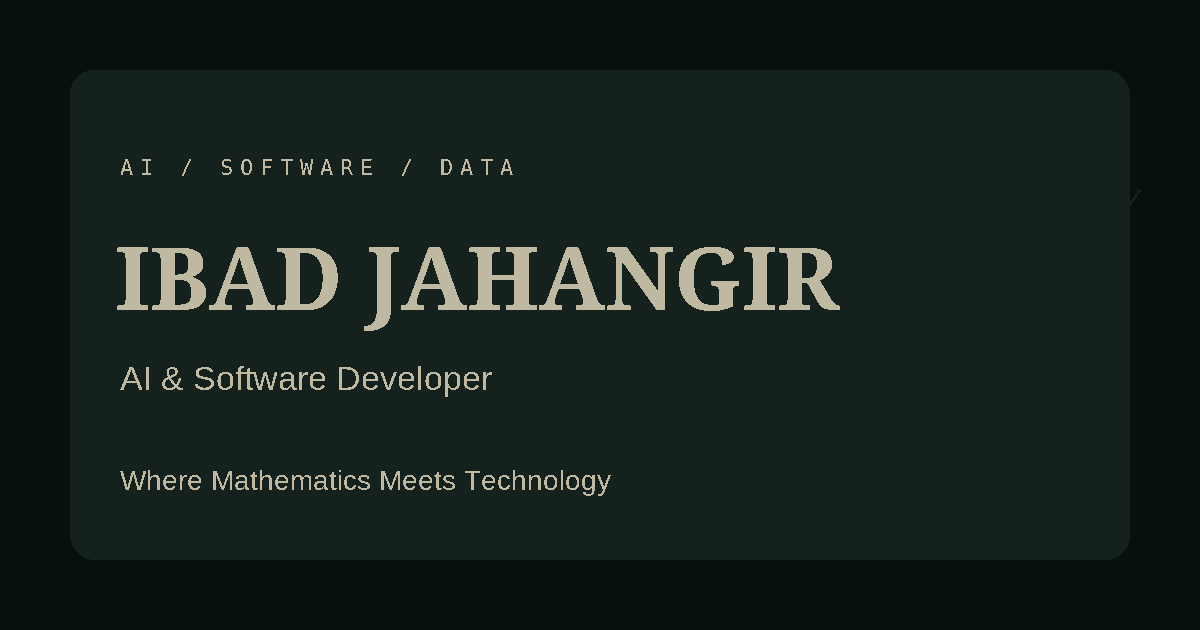 AI / SOFTWARE / DATA
IBAD JAHANGIR
AI & Software Developer
Where Mathematics Meets Technology